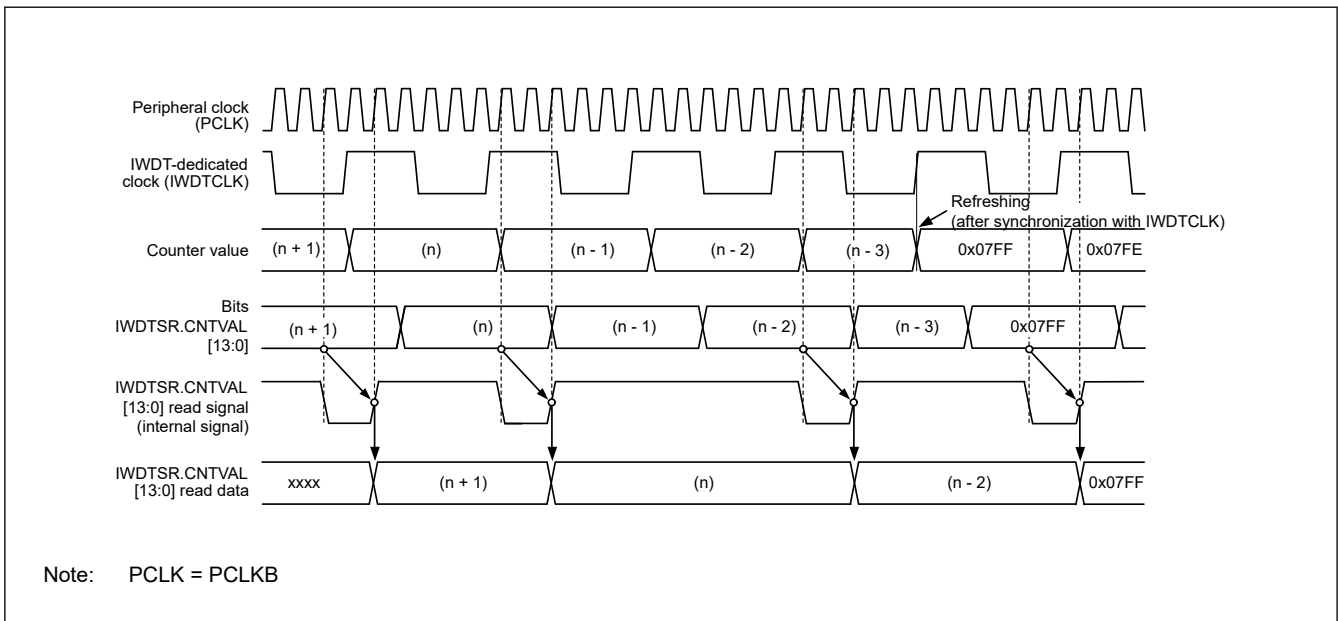 Peripheral clock
(PCLK)
IWDT-dedicated
clock (IWDTCLK)
Refreshing
(after synchronization with IWDTCLK)
Counter value
(n + 1)
(n)
(n - 1)
(n - 2)
(n - 3)
0x07FF
0x07FE
Bits
IWDTSR.CNTVAL
[13:0]
(n + 1)
(n)
(n - 1)
(n - 2)
(n - 3)
0x07FF
IWDTSR.CNTVAL
[13:0] read signal
(internal signal)
IWDTSR.CNTVAL
[13:0] read data
xxxx
(n + 1)
(n)
(n - 2)
0x07FF
Note: PCLK = PCLKB